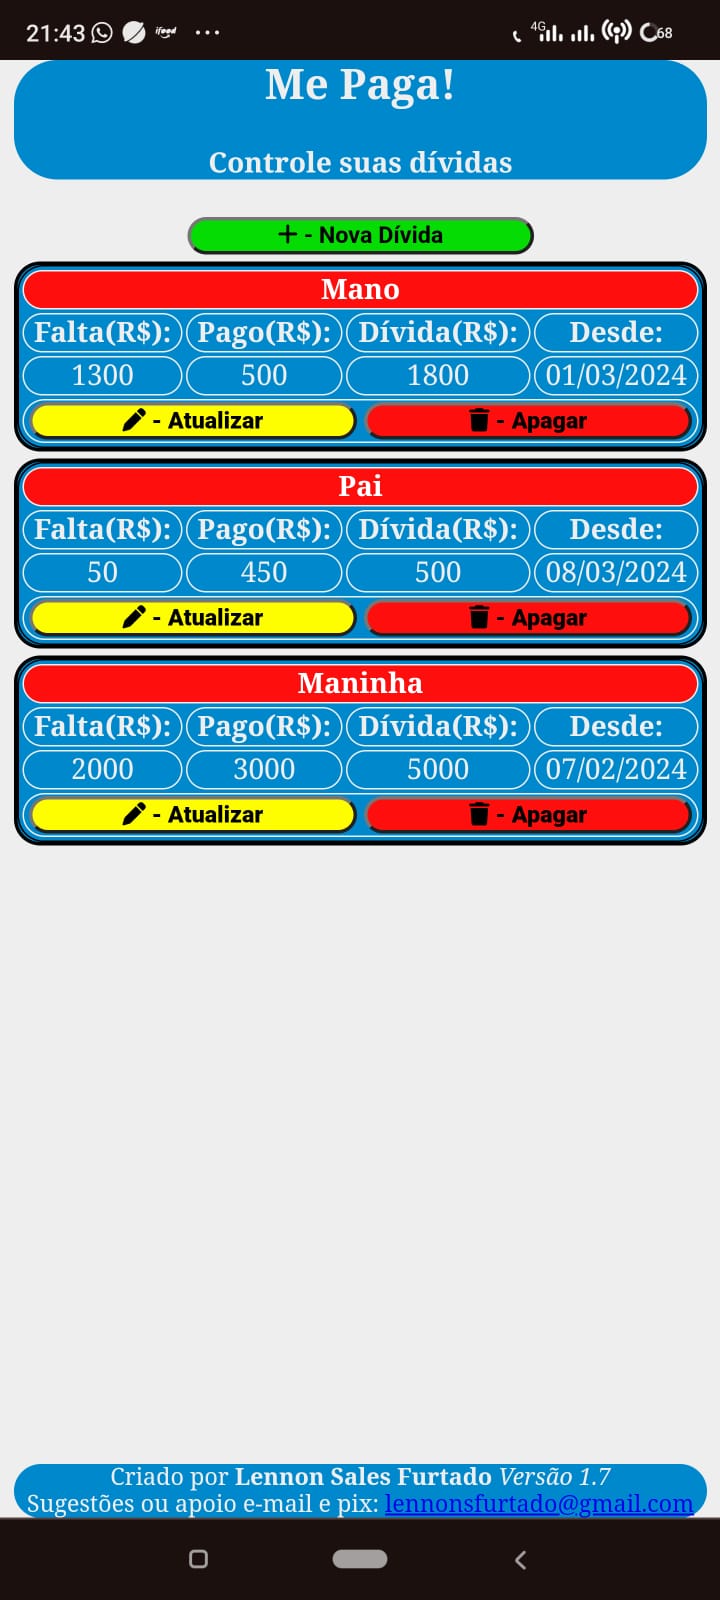 21:43 ifood 4G 68
Me Paga!
Controle suas dívidas
+ - Nova Dívida
Mano
Falta(R$): Pago(R$): Dívida(R$): Desde:
1300 500 1800 01/03/2024
- Atualizar - Apagar
Pai
Falta(R$): Pago(R$): Dívida(R$): Desde:
50 450 500 08/03/2024
- Atualizar - Apagar
Maninha
Falta(R$): Pago(R$): Dívida(R$): Desde:
2000 3000 5000 07/02/2024
- Atualizar - Apagar
Criado por Lennon Sales Furtado Versão 1.7
Sugestões ou apoio e-mail e pix: lennonsfurtado@gmail.com